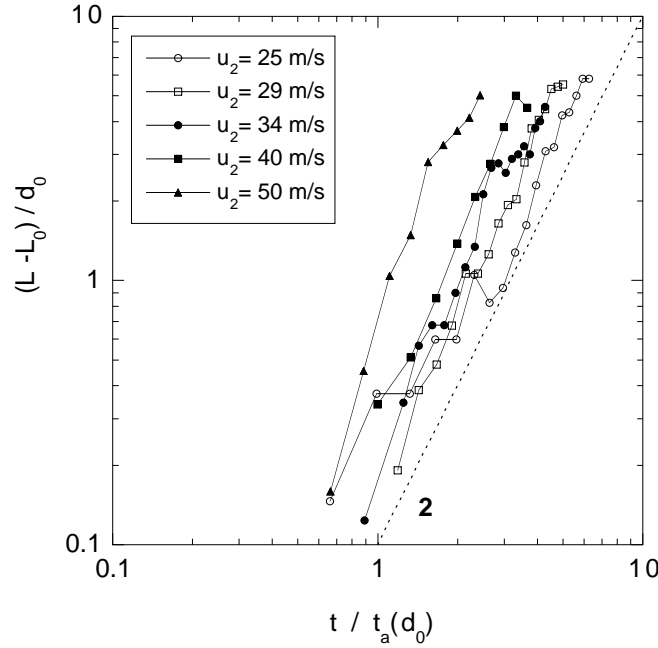 10
u2= 25 m/s
u2= 29 m/s
u2= 34 m/s
u2= 40 m/s
u2= 50 m/s
(L -L0) / d0
1
2
0.1
0.1
1
10
t / ta(d0)